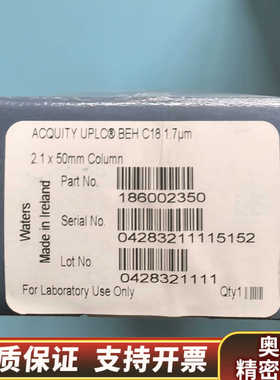 ACQUITY UPLC® BEH C18 1.7µm
2.1 x 50mm Column
Part No.
186002350
Serial No.
04283211115152
Lot No.
0428321111
Waters
Made in Ireland
For Laboratory Use Only
Qty1
质保证 支持开票
奥
精密